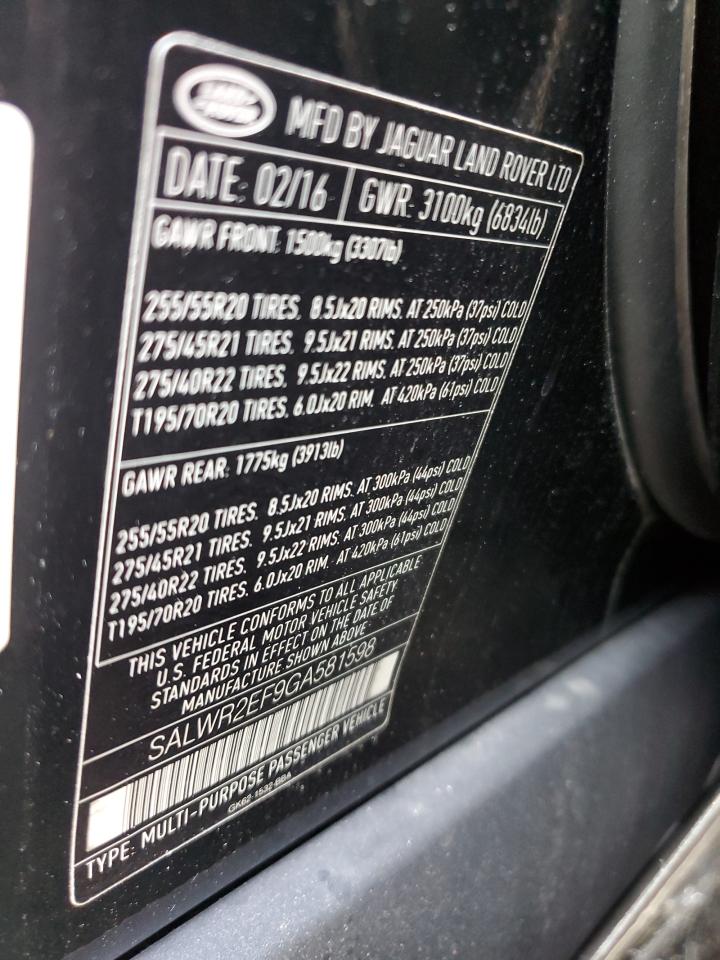 LAND ROVER
MFD BY JAGUAR LAND ROVER LTD
DATE: 02/16 GWR: 3100kg (6834lb)
GAWR FRONT: 1500kg (3307lb)
255/55R20 TIRES, 8.5Jx20 RIMS, AT 250kPa (37psi) COLD
275/45R21 TIRES, 9.5Jx21 RIMS, AT 250kPa (37psi) COLD
275/40R22 TIRES, 9.5Jx22 RIMS, AT 250kPa (37psi) COLD
T195/70R20 TIRES, 6.0Jx20 RIM, AT 420kPa (61psi) COLD
GAWR REAR: 1775kg (3913lb)
255/55R20 TIRES, 8.5Jx20 RIMS, AT 300kPa (44psi) COLD
275/45R21 TIRES, 9.5Jx21 RIMS, AT 300kPa (44psi) COLD
275/40R22 TIRES, 9.5Jx22 RIMS, AT 300kPa (44psi) COLD
T195/70R20 TIRES, 6.0Jx20 RIM, AT 420kPa (61psi) COLD
THIS VEHICLE CONFORMS TO ALL APPLICABLE
U.S. FEDERAL MOTOR VEHICLE SAFETY
STANDARDS IN EFFECT ON THE DATE OF
MANUFACTURE SHOWN ABOVE
SALWR2EF9GA581598
TYPE: MULTI-PURPOSE PASSENGER VEHICLE
GK62-1532-BBA